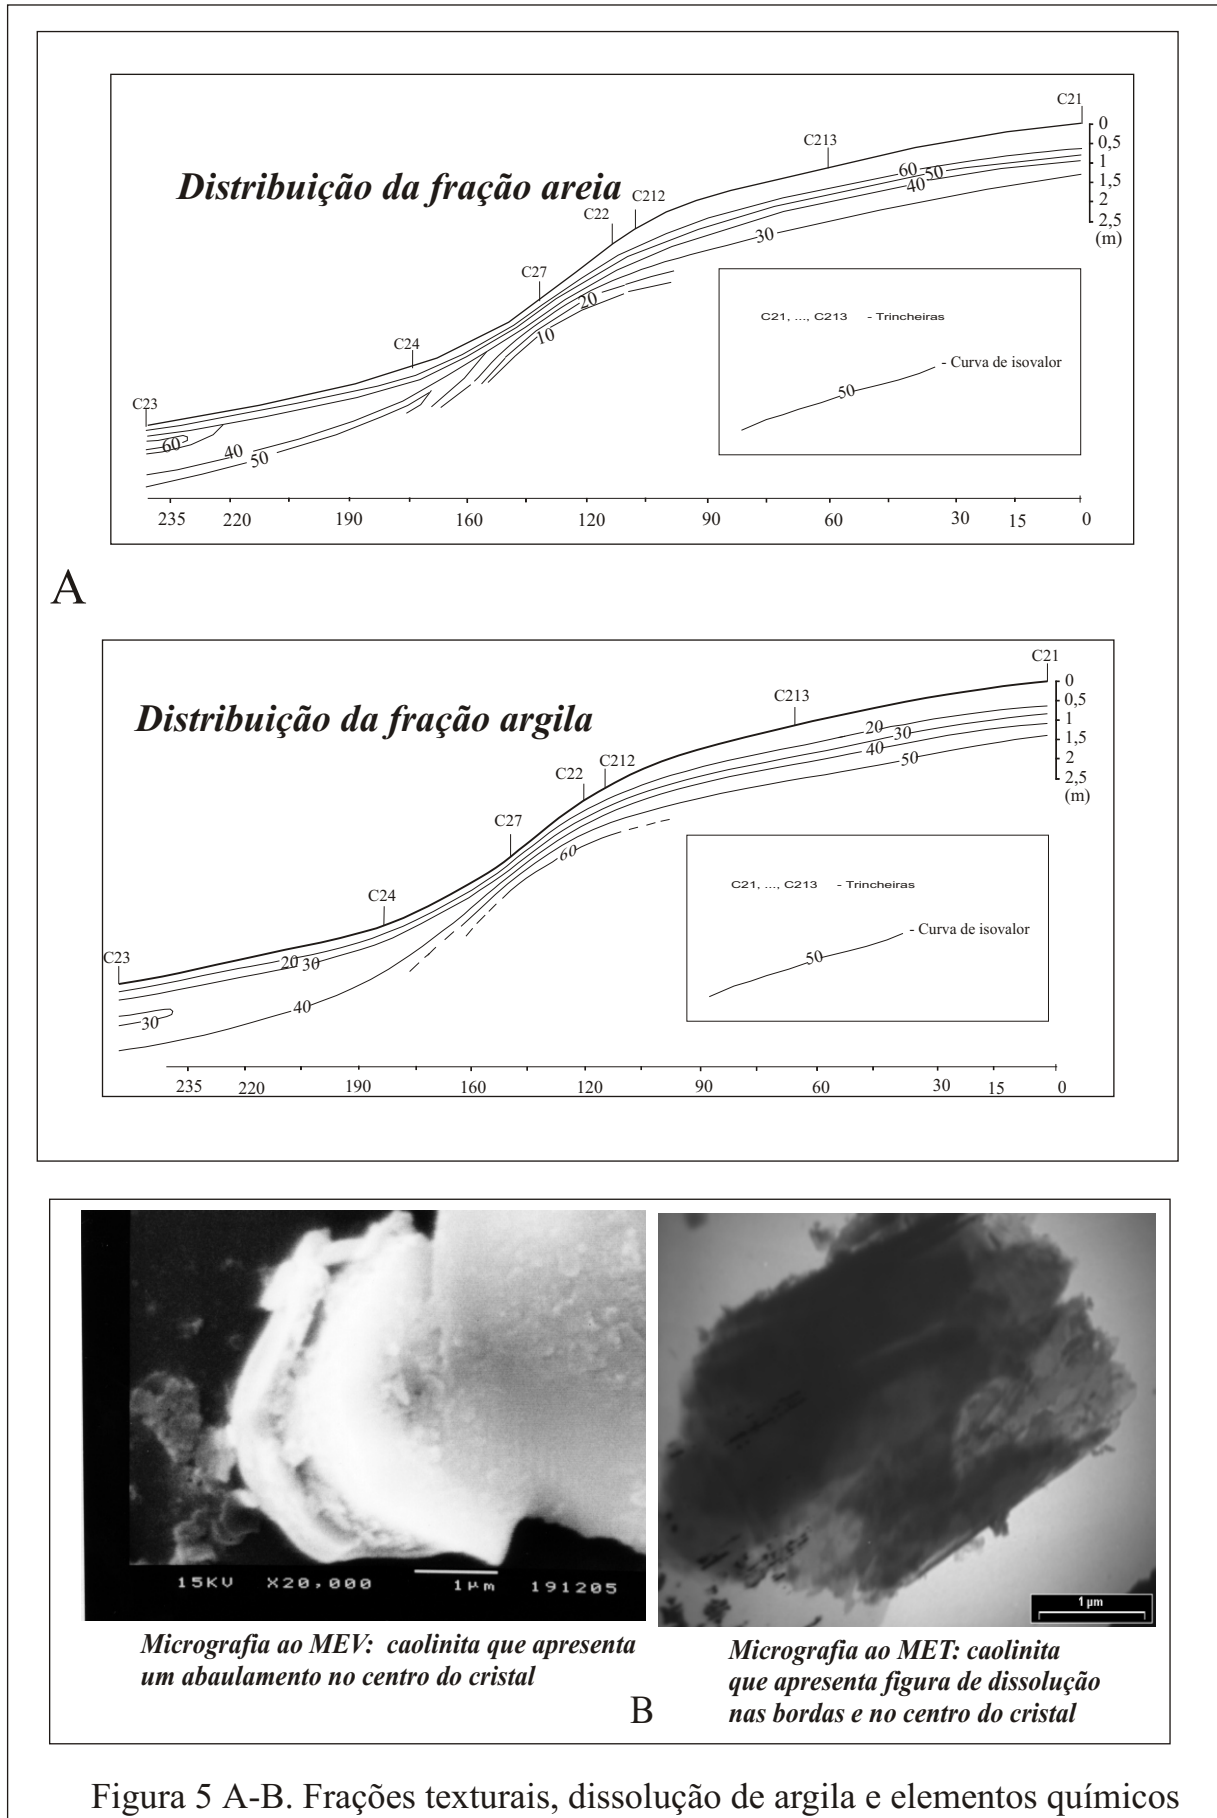 C21
0
C213
0,5
60
50
1
Distribuição da fração areia
40
1,5
C212
2
C22
2,5
30
(m)
C27
20
C21, ..., C213 - Trincheiras
10
C24
- Curva de isovalor
50
C23
60
40
50
235 220 190 160 120 90 60 30 15 0
A
C21
0
C213
0,5
Distribuição da fração argila
20
30
1
40
1,5
50
2
C212
C22
2,5
(m)
C27
60
C21, ..., C213 - Trincheiras
C24
- Curva de isovalor
50
C23
20 30
40
30
235 220 190 160 120 90 60 30 15 0
15KV X20,000 1µm 191205
1 µm
Micrografia ao MEV: caolinita que apresenta
um abaulamento no centro do cristal
Micrografia ao MET: caolinita
que apresenta figura de dissolução
nas bordas e no centro do cristal
B
Figura 5 A-B. Frações texturais, dissolução de argila e elementos químicos